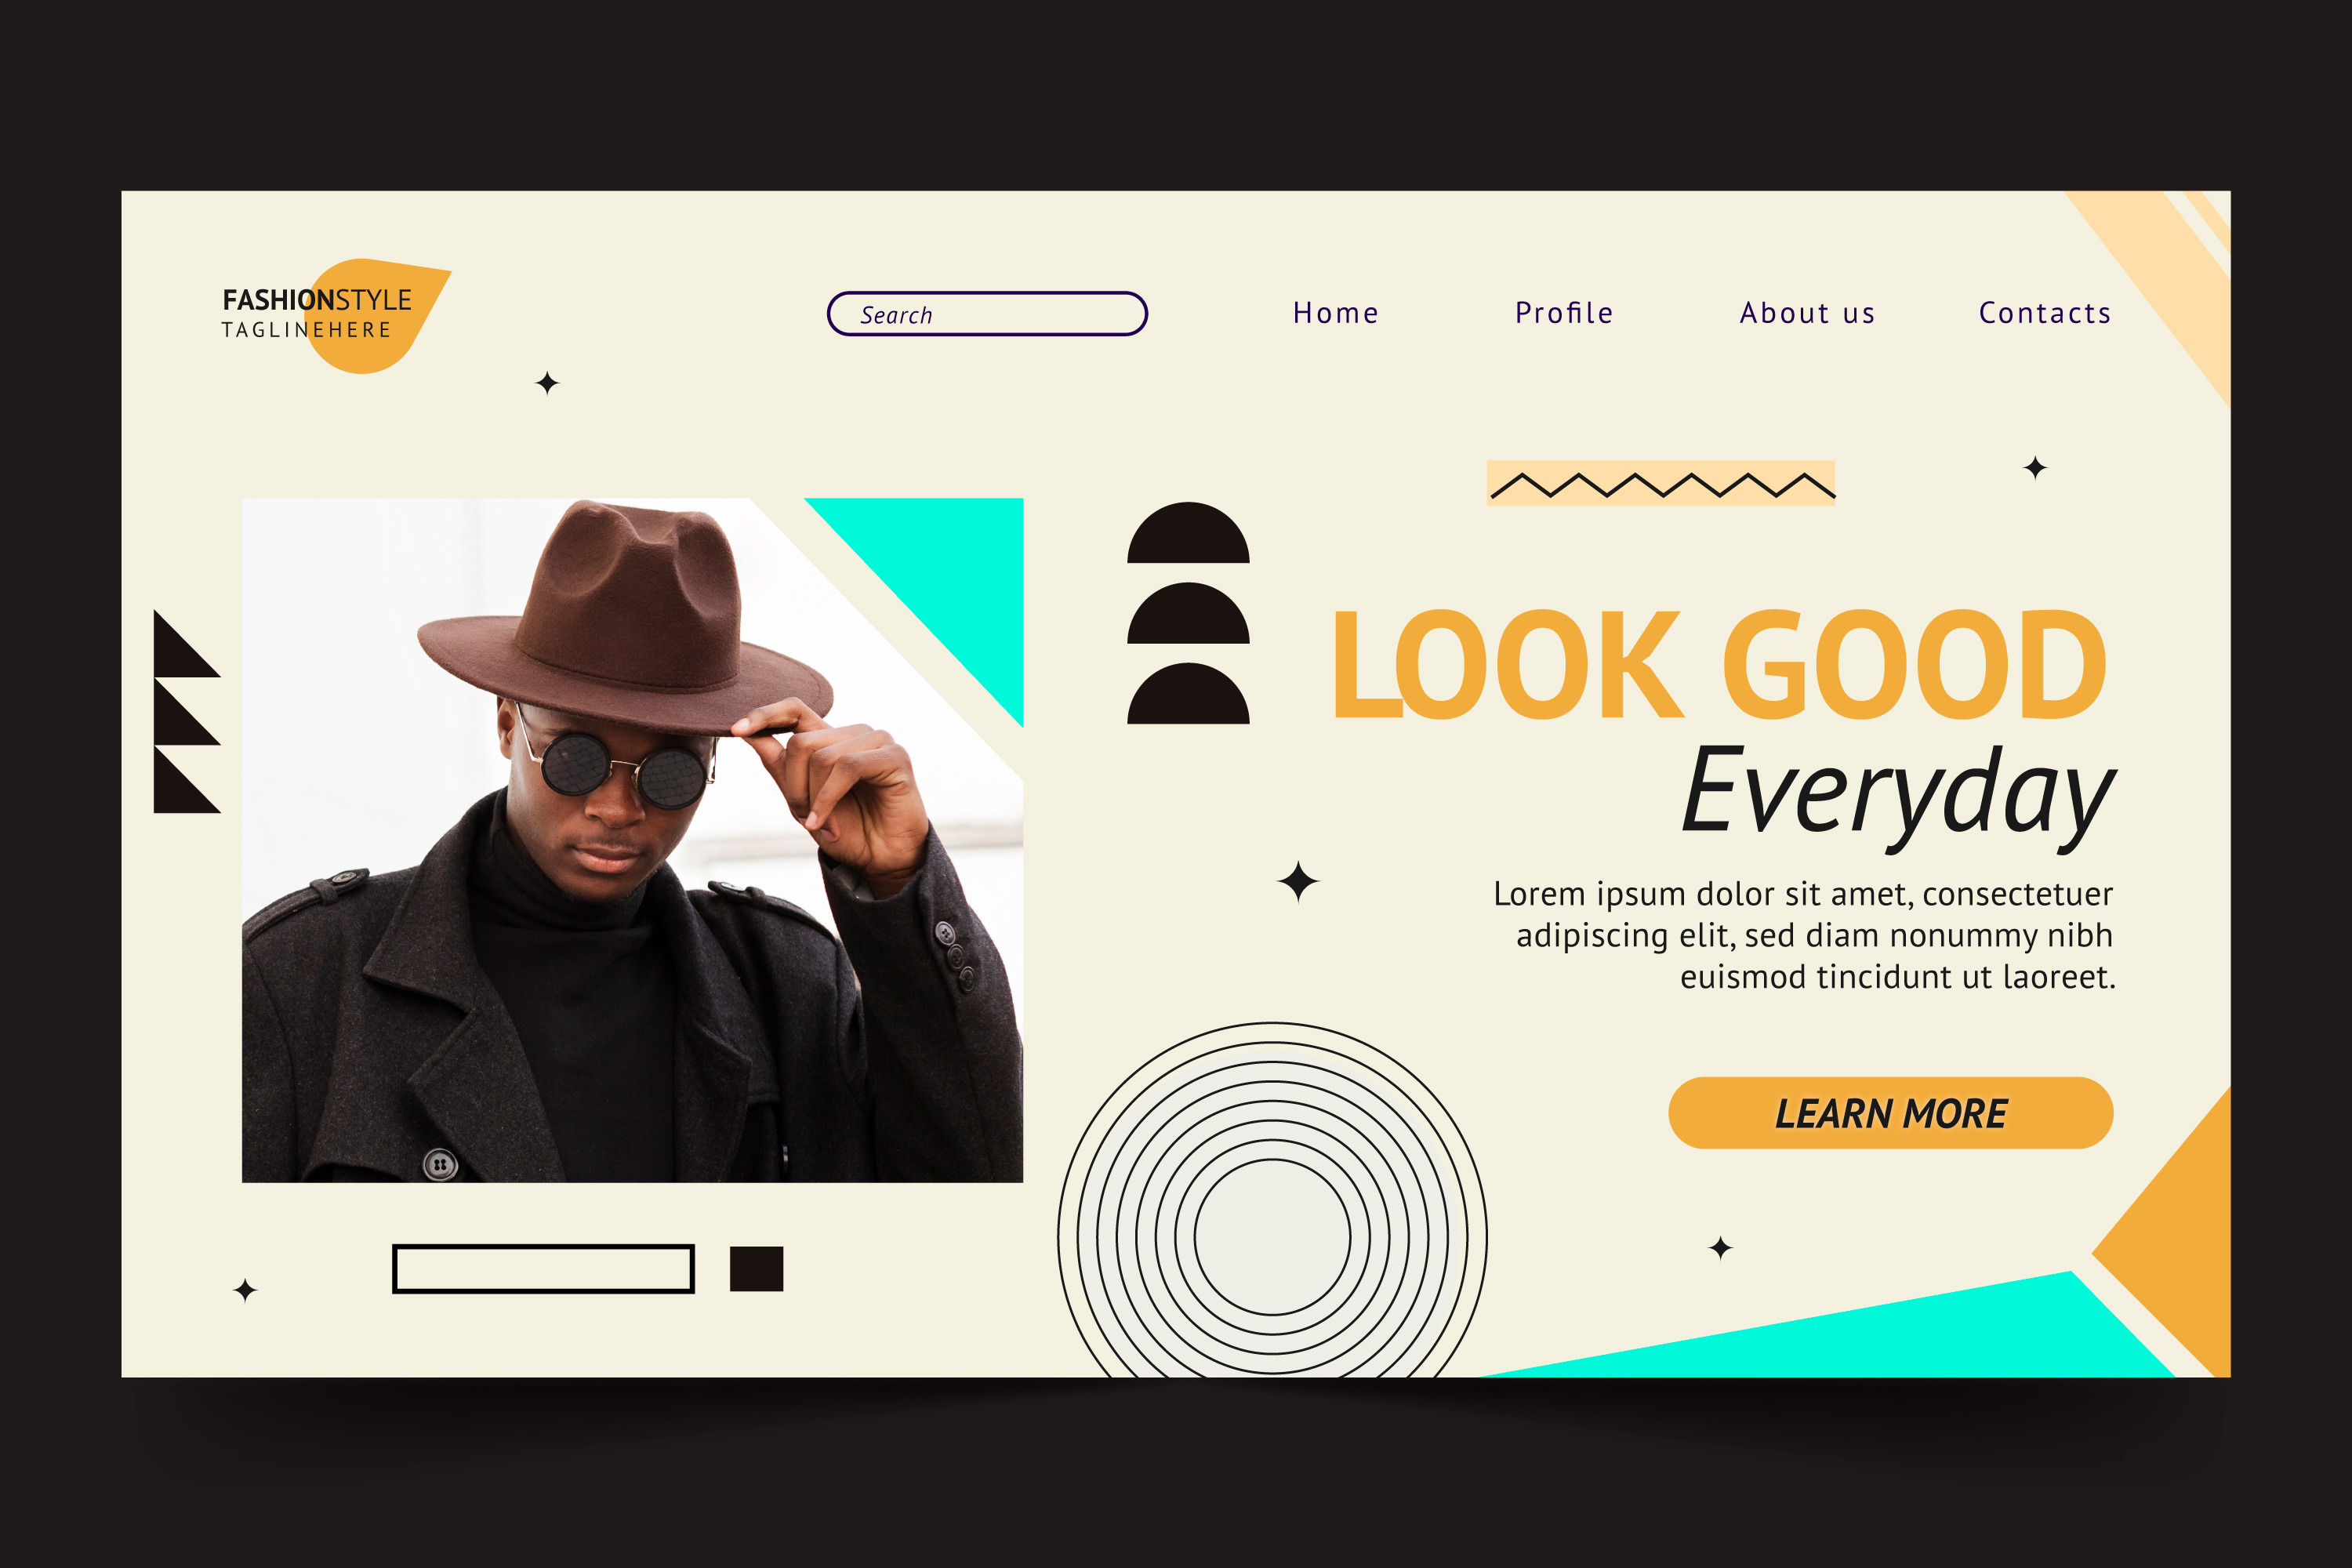 FASHIONSTYLE
TAGLINEHERE
Search
Home
Profile
About us
Contacts
LOOK GOOD
Everyday
Lorem ipsum dolor sit amet, consectetuer
adipiscing elit, sed diam nonummy nibh
euismod tincidunt ut laoreet.
LEARN MORE